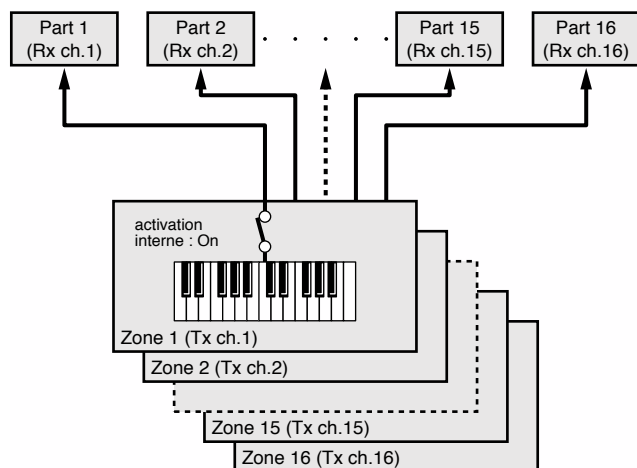 Part 1
(Rx ch.1)
Part 2
(Rx ch.2)
. . . . .
Part 15
(Rx ch.15)
Part 16
(Rx ch.16)
activation
interne : On
Zone 1 (Tx ch.1)
Zone 2 (Tx ch.2)
Zone 15 (Tx ch.15)
Zone 16 (Tx ch.16)